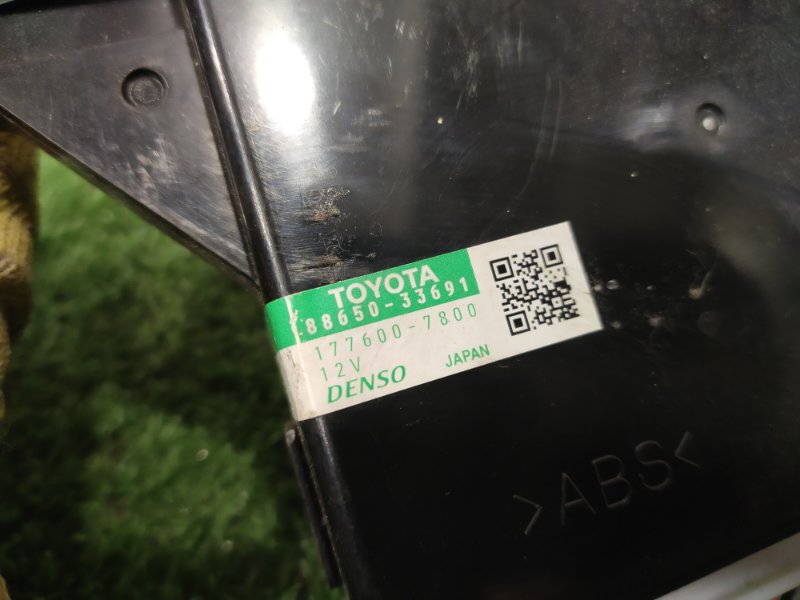 TOYOTA
88650-33691
177600-7800
12V
DENSO JAPAN
>ABS<